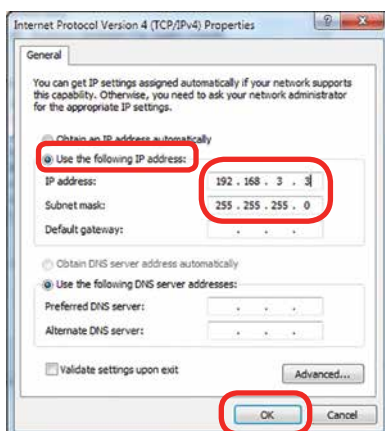 Internet Protocol Version 4 (TCP/IPv4) Properties
General
You can get IP settings assigned automatically if your network supports
this capability. Otherwise, you need to ask your network administrator
for the appropriate IP settings.
Obtain an IP address automatically
Use the following IP address:
IP address: 192 . 168 . 3 . 3
Subnet mask: 255 . 255 . 255 . 0
Default gateway: . . .
Obtain DNS server address automatically
Use the following DNS server addresses:
Preferred DNS server: . . .
Alternate DNS server: . . .
Validate settings upon exit
Advanced...
OK Cancel